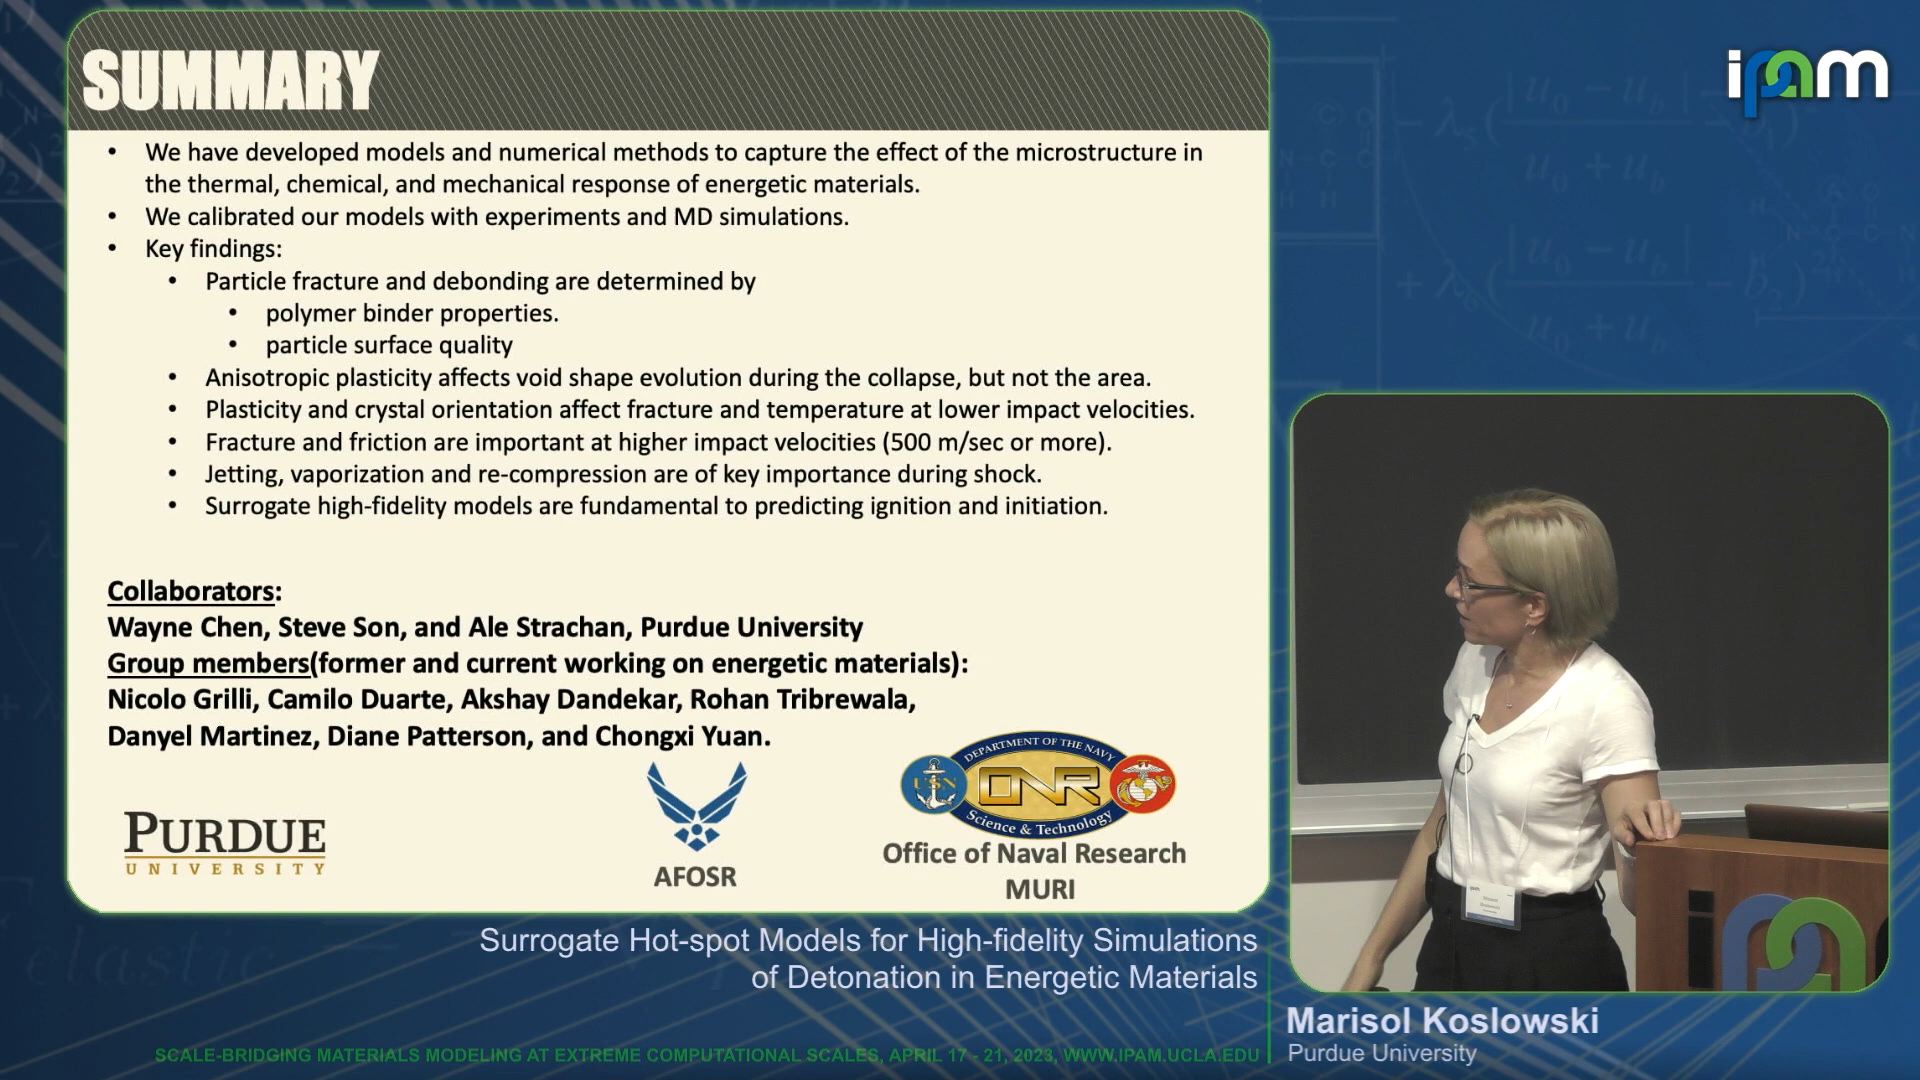 SUMMARY
ipam
• We have developed models and numerical methods to capture the effect of the microstructure in
the thermal, chemical, and mechanical response of energetic materials.
• We calibrated our models with experiments and MD simulations.
• Key findings:
• Particle fracture and debonding are determined by
• polymer binder properties.
• particle surface quality
• Anisotropic plasticity affects void shape evolution during the collapse, but not the area.
• Plasticity and crystal orientation affect fracture and temperature at lower impact velocities.
• Fracture and friction are important at higher impact velocities (500 m/sec or more).
• Jetting, vaporization and re-compression are of key importance during shock.
• Surrogate high-fidelity models are fundamental to predicting ignition and initiation.
Collaborators:
Wayne Chen, Steve Son, and Ale Strachan, Purdue University
Group members(former and current working on energetic materials):
Nicolo Grilli, Camilo Duarte, Akshay Dandekar, Rohan Tribrewala,
Danyel Martinez, Diane Patterson, and Chongxi Yuan.
PURDUE
UNIVERSITY
AFOSR
DEPARTMENT OF THE NAVY
USN
ONR
Science & Technology
Office of Naval Research
MURI
Surrogate Hot-spot Models for High-fidelity Simulations
of Detonation in Energetic Materials
Marisol Koslowski
Purdue University
SCALE-BRIDGING MATERIALS MODELING AT EXTREME COMPUTATIONAL SCALES, APRIL 17 - 21, 2023, WWW.IPAM.UCLA.EDU
elastic